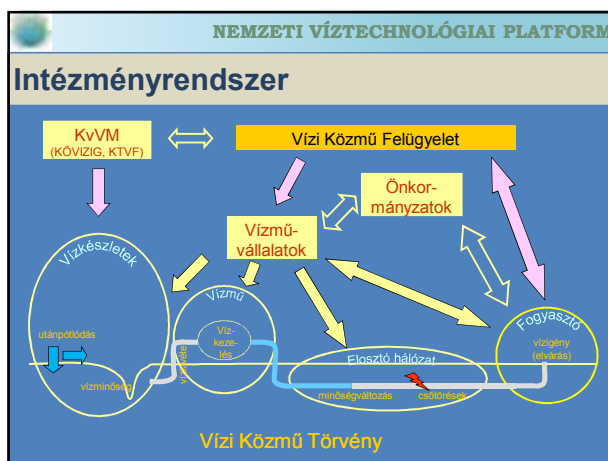 NEMZETI VÍZTECHNOLÓGIAI PLATFORM
Intézményrendszer
KvVM
(KÖVIZIG, KTVF)
Vízi Közmű Felügyelet
Önkor-
mányzatok
Vízmű-
vállalatok
Vízkészletek
Vízmű
Víz-
keze-
lés
Fogyasztó
vízigény
(elvárás)
utánpótlódás
vízminőség
Elosztó hálózat
minőségváltozás
csőtörések
Vízi Közmű Törvény